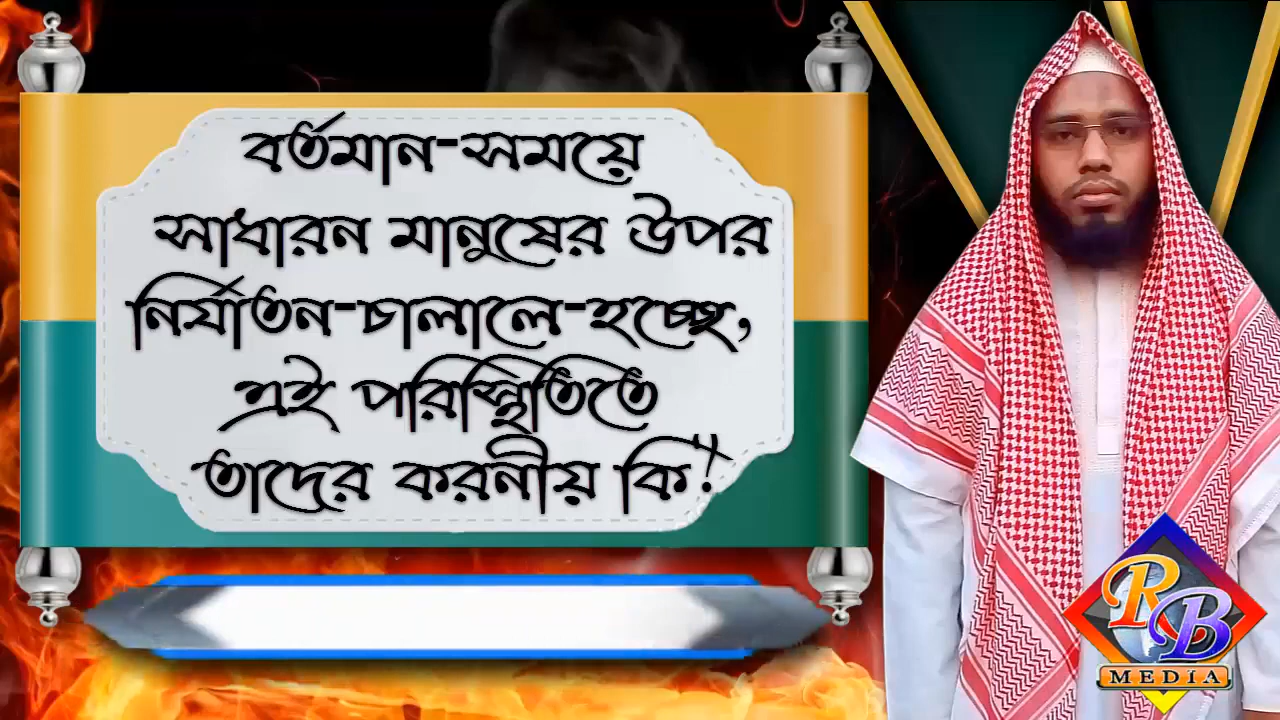 বর্তমান-সময়ে
সাধারন মানুষের উপর
নির্যাতন-চালালে-হচ্ছে,
এই পরিস্থিতিতে
তাদের করনীয় কি"!
RB
MEDIA